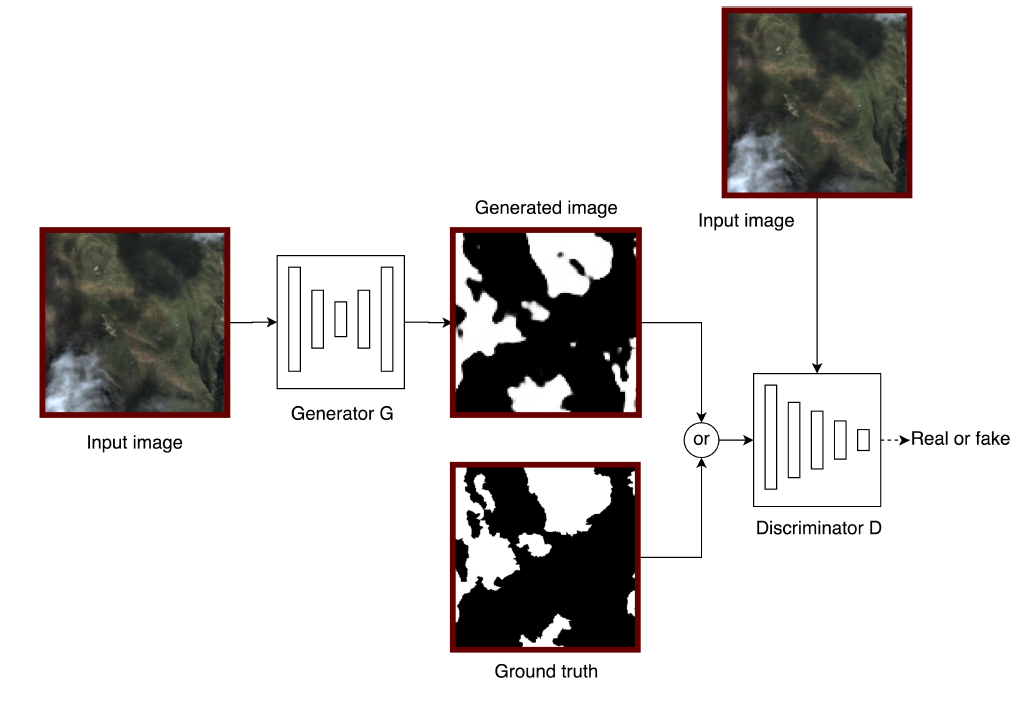 Generated image
Input image
Generator G
Input image
or
Real or fake
Discriminator D
Ground truth